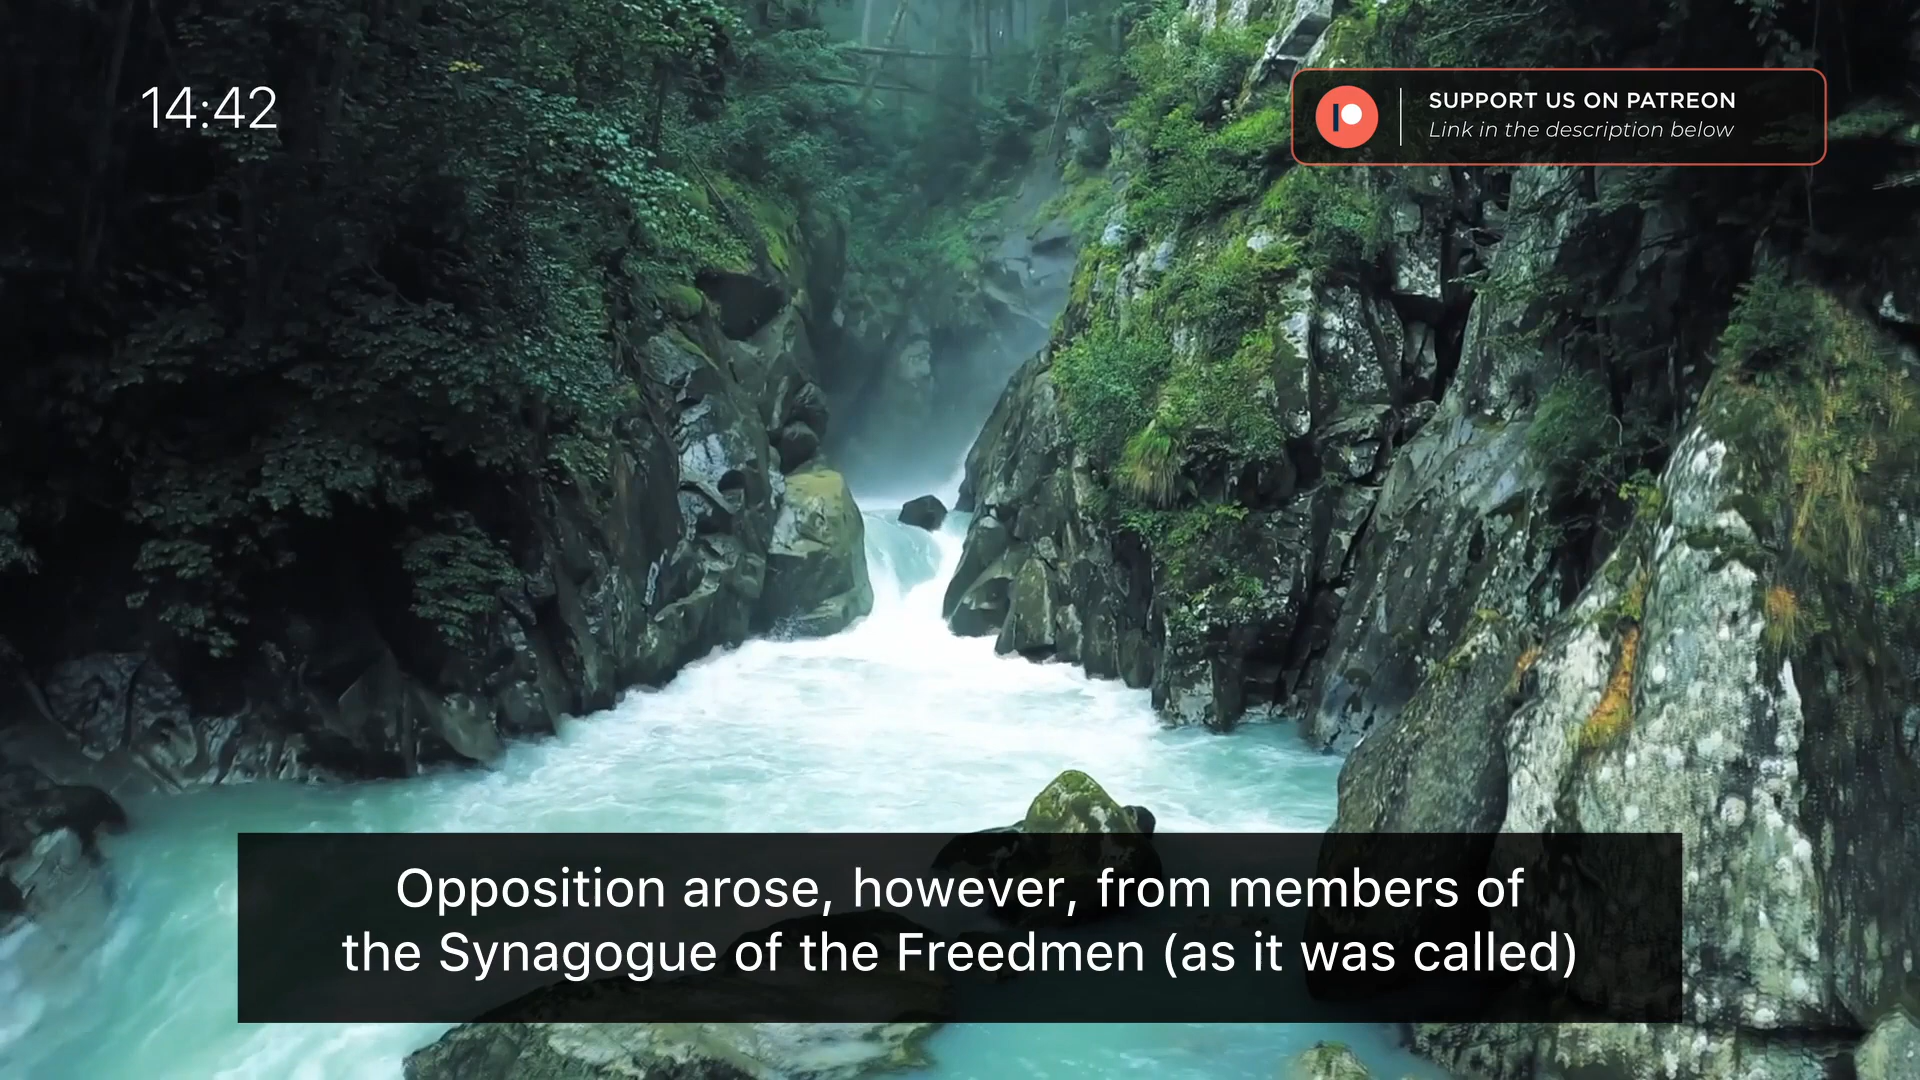 14:42
SUPPORT US ON PATREON
Link in the description below
Opposition arose, however, from members of
the Synagogue of the Freedmen (as it was called)